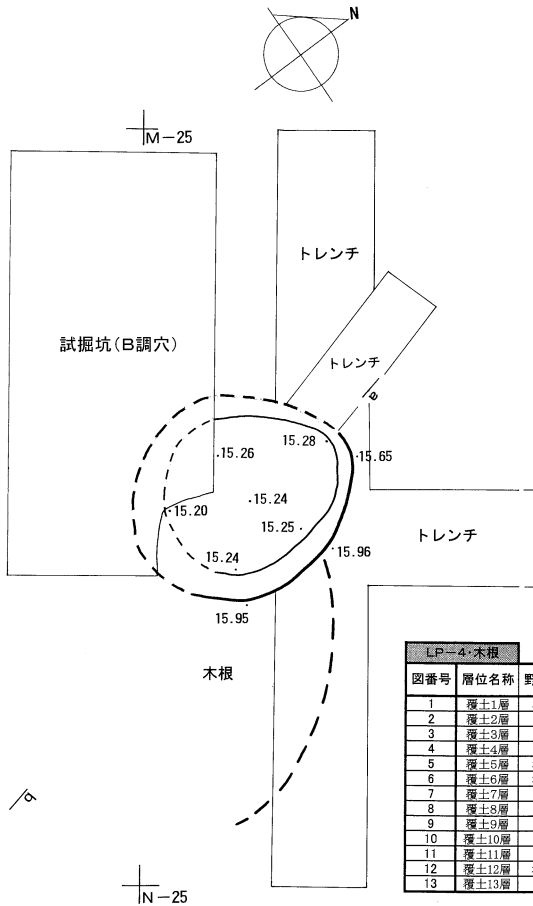 N
M-25
トレンチ
試掘坑(B調穴)
トレンチ
a
15.28
15.26
15.65
15.24
15.20
15.25
トレンチ
15.24
15.96
15.95
木根
LP-4・木根
図番号 層位名称
1 覆土1層
2 覆土2層
3 覆土3層
4 覆土4層
5 覆土5層
6 覆土6層
7 覆土7層
8 覆土8層
9 覆土9層
10 覆土10層
11 覆土11層
12 覆土12層
13 覆土13層
N-25